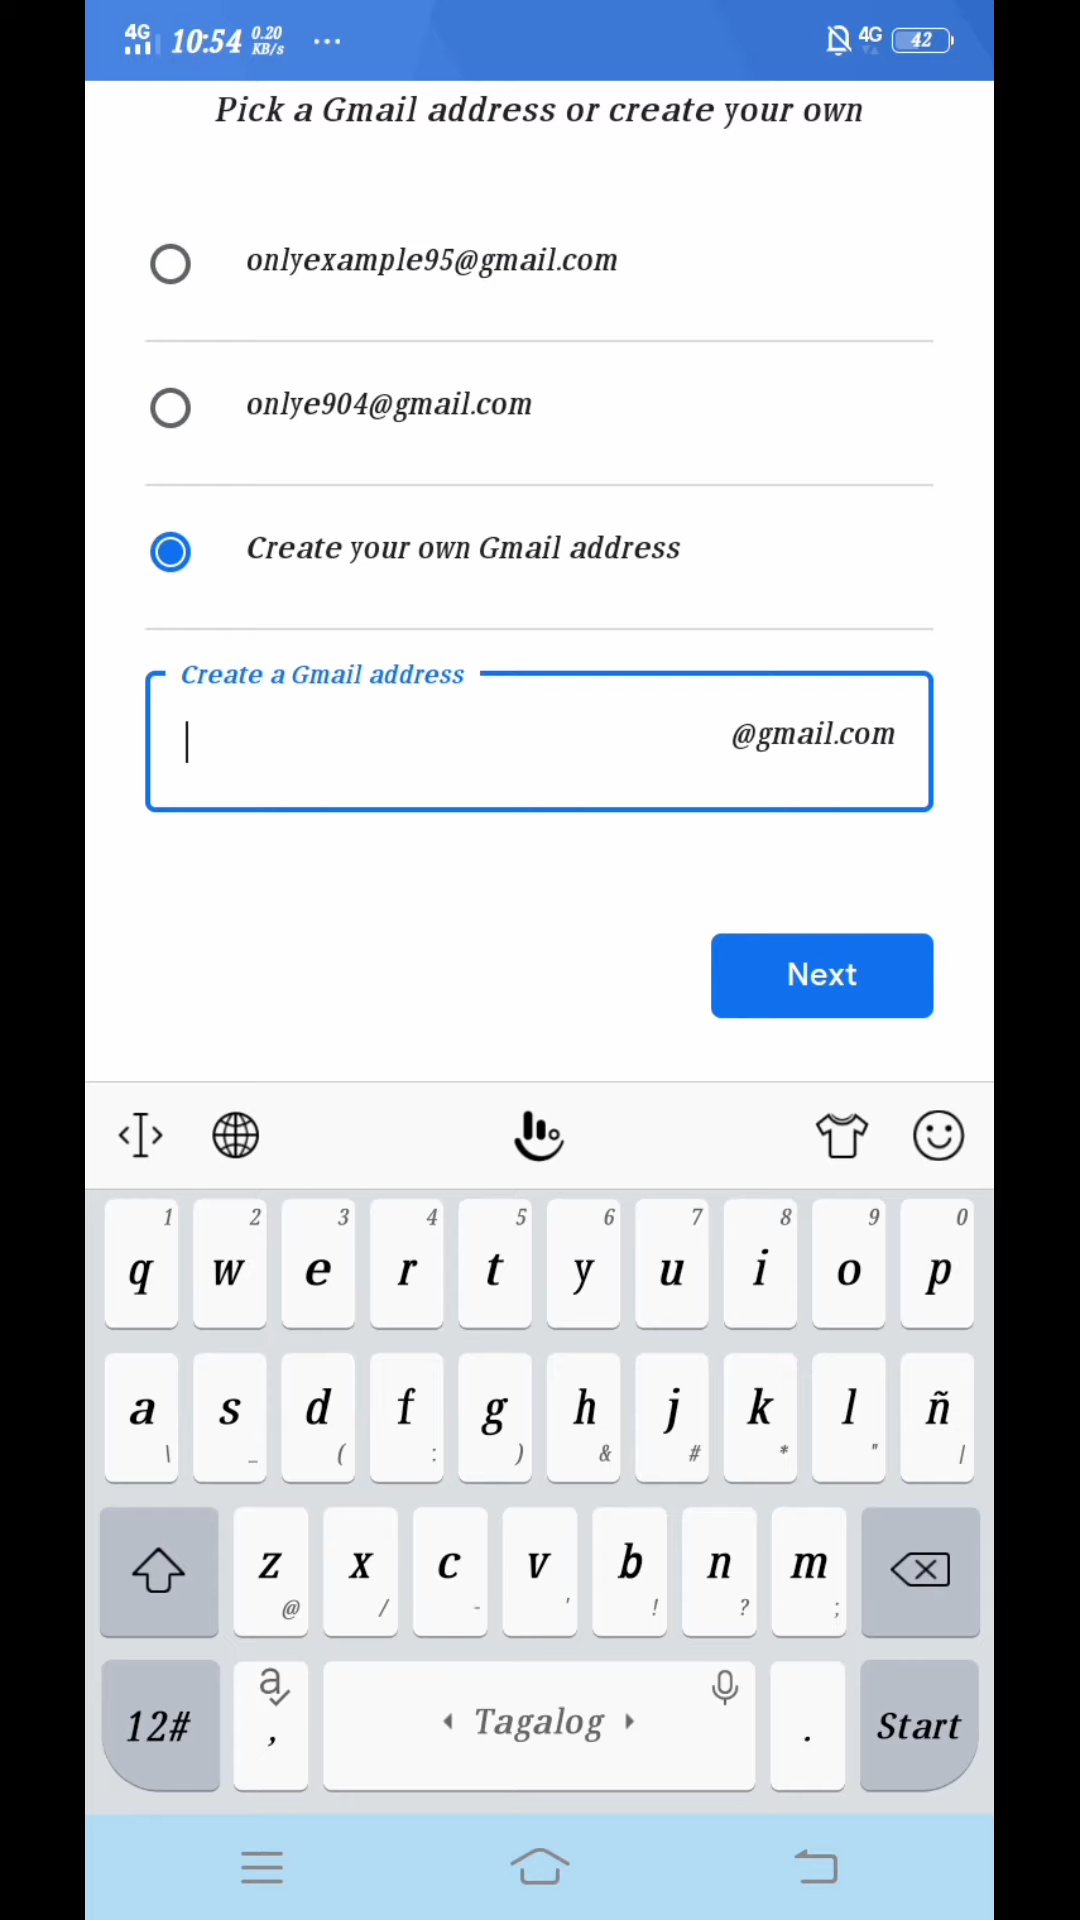 4G 10:54 0.20 KB/s ... 4G 42
Pick a Gmail address or create your own
onlyexample95@gmail.com
onlye904@gmail.com
Create your own Gmail address
Create a Gmail address
@gmail.com
Next
1 2 3 4 5 6 7 8 9 0
q w e r t y u i o p
a s d f g h j k l ñ
\ _ ( : ) & # * " /
z x c v b n m
@ / - ' ! ? ;
12# a , Tagalog . Start